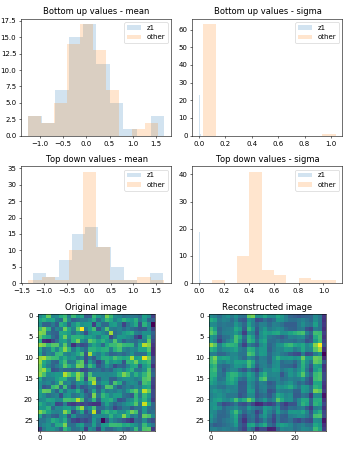 Bottom up values - mean
Bottom up values - sigma
17.5
15.0
12.5
10.0
7.5
5.0
2.5
0.0
z1
other
−1.0 −0.5 0.0 0.5 1.0 1.5
60
50
40
30
20
10
0
z1
other
0.0 0.2 0.4 0.6 0.8 1.0
Top down values - mean
Top down values - sigma
35
30
25
20
15
10
5
0
z1
other
−1.5 −1.0 −0.5 0.0 0.5 1.0 1.5
40
30
20
10
0
z1
other
0.0 0.2 0.4 0.6 0.8 1.0
Original image
Reconstructed image
0
5
10
15
20
25
0 10 20
0
5
10
15
20
25
0 10 20